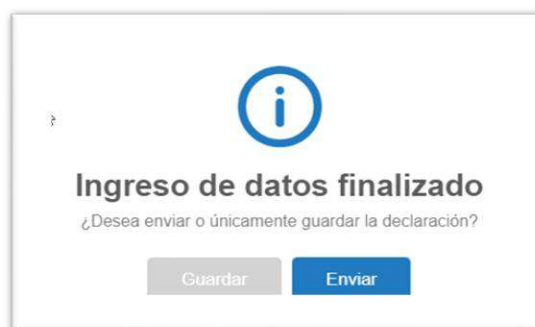 Ingreso de datos finalizado
¿Desea enviar o únicamente guardar la declaración?
Guardar Enviar